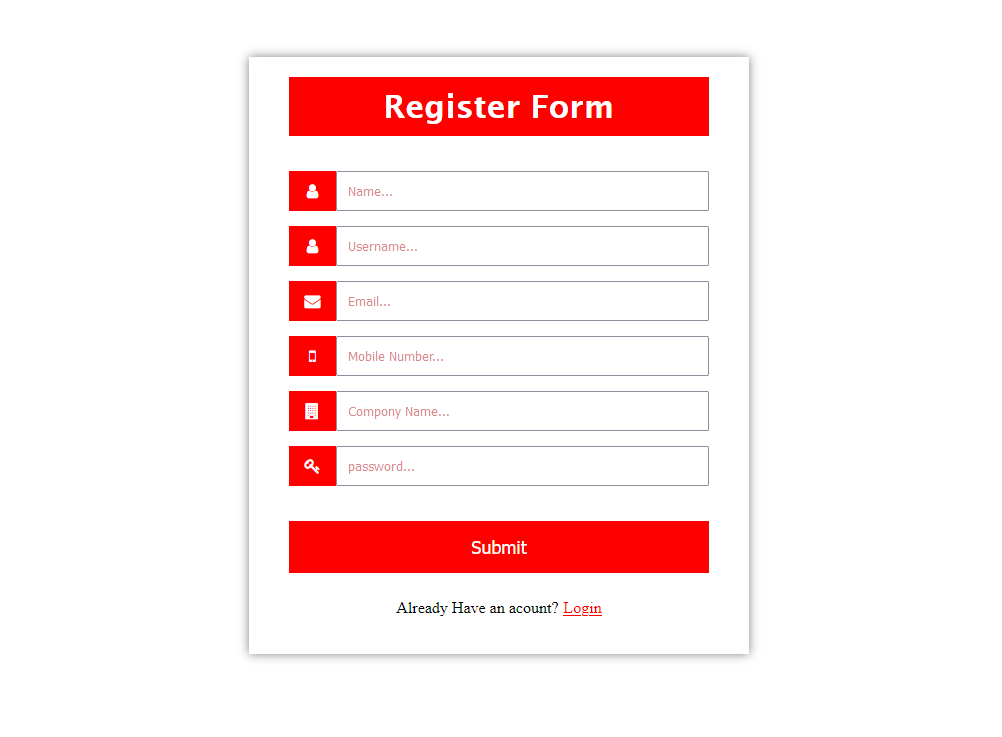 Register Form
Name...
Username...
Email...
Mobile Number...
Compony Name...
password...
Submit
Already Have an acount? Login